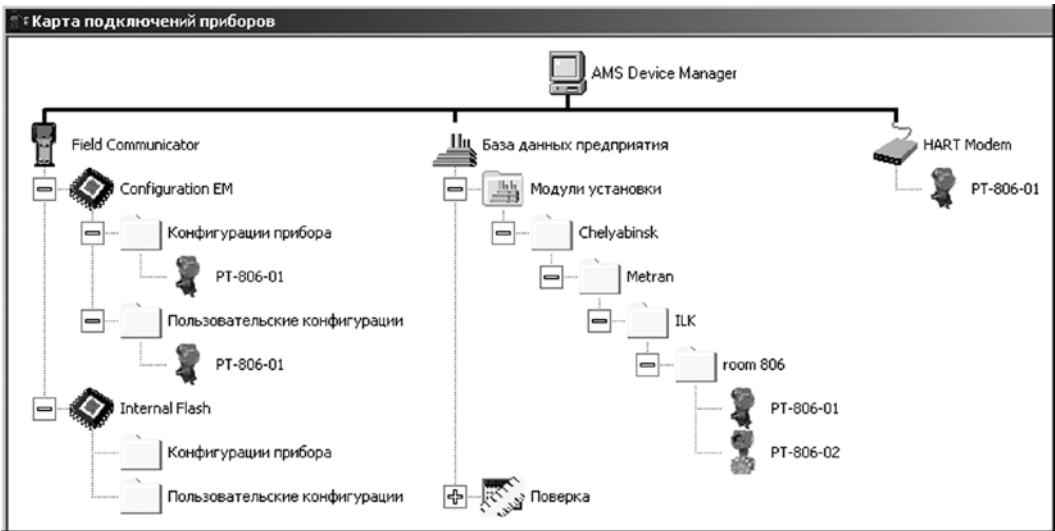 Карта подключений приборов
AMS Device Manager
Field Communicator
База данных предприятия
HART Modem
Configuration EM
Модули установки
PT-806-01
Конфигурации прибора
Chelyabinsk
PT-806-01
Metran
Пользовательские конфигурации
ILK
PT-806-01
room 806
Internal Flash
PT-806-01
Конфигурации прибора
PT-806-02
Пользовательские конфигурации
Поверка